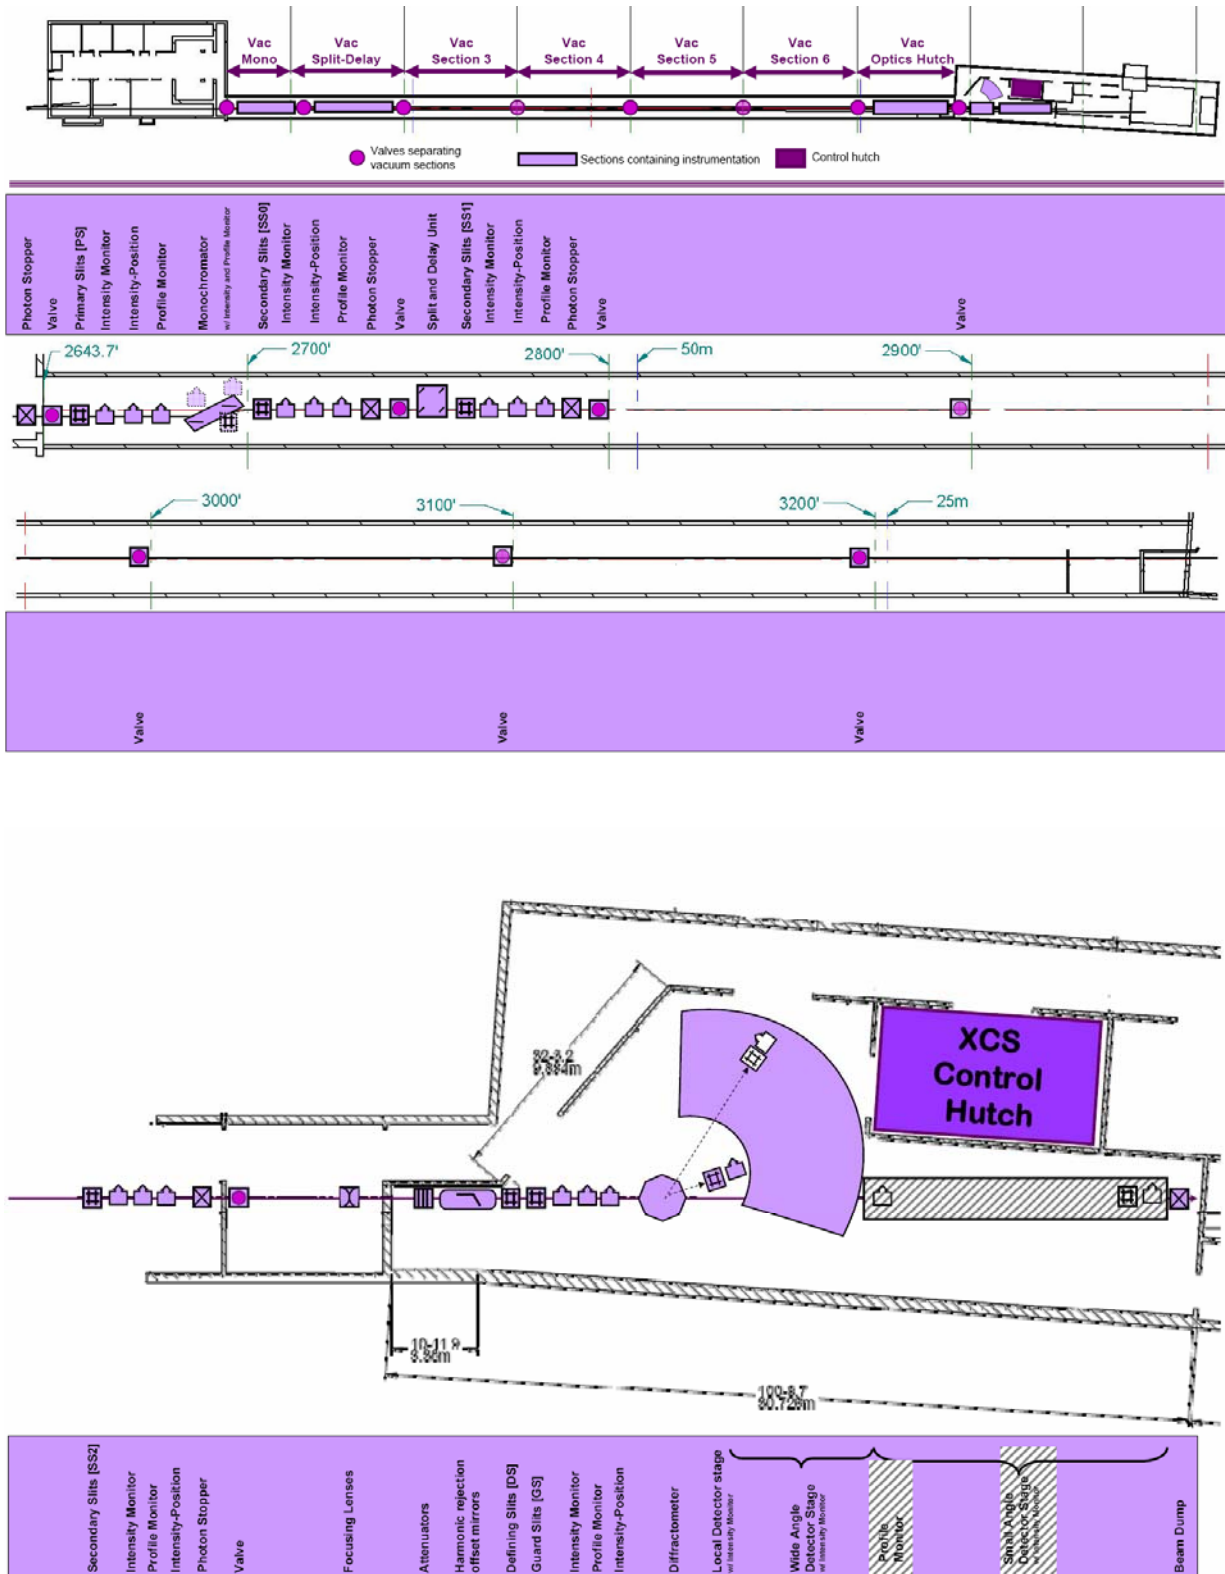 Vac
Mono
Vac
Split-Delay
Vac
Section 3
Vac
Section 4
Vac
Section 5
Vac
Section 6
Vac
Optics Hutch
Valves separating
vacuum sections
Sections containing instrumentation
Control hutch
Photon Stopper
Valve
Primary Slits [PS]
Intensity Monitor
Intensity-Position
Profile Monitor
Monochromator
w/ Intensity and Profile Monitor
Secondary Slits [SS0]
Intensity Monitor
Intensity-Position
Profile Monitor
Photon Stopper
Valve
Split and Delay Unit
Secondary Slits [SS1]
Intensity Monitor
Intensity-Position
Profile Monitor
Photon Stopper
Valve
Valve
2643.7'
2700'
2800'
50m
2900'
3000'
3100'
3200'
25m
Valve
Valve
Valve
XCS
Control
Hutch
Secondary Slits [SS2]
Intensity Monitor
Profile Monitor
Intensity-Position
Photon Stopper
Valve
Focusing Lenses
Attenuators
Harmonic rejection
offset mirrors
Defining Slits [DS]
Guard Slits [GS]
Intensity Monitor
Profile Monitor
Intensity-Position
Diffractometer
Local Detector stage
w/ Intensity Monitor
Wide Angle
Detector Stage
w/ Intensity Monitor
Profile
Monitor
Small Angle
Detector Stage
w/ Intensity Monitor
Beam Dump